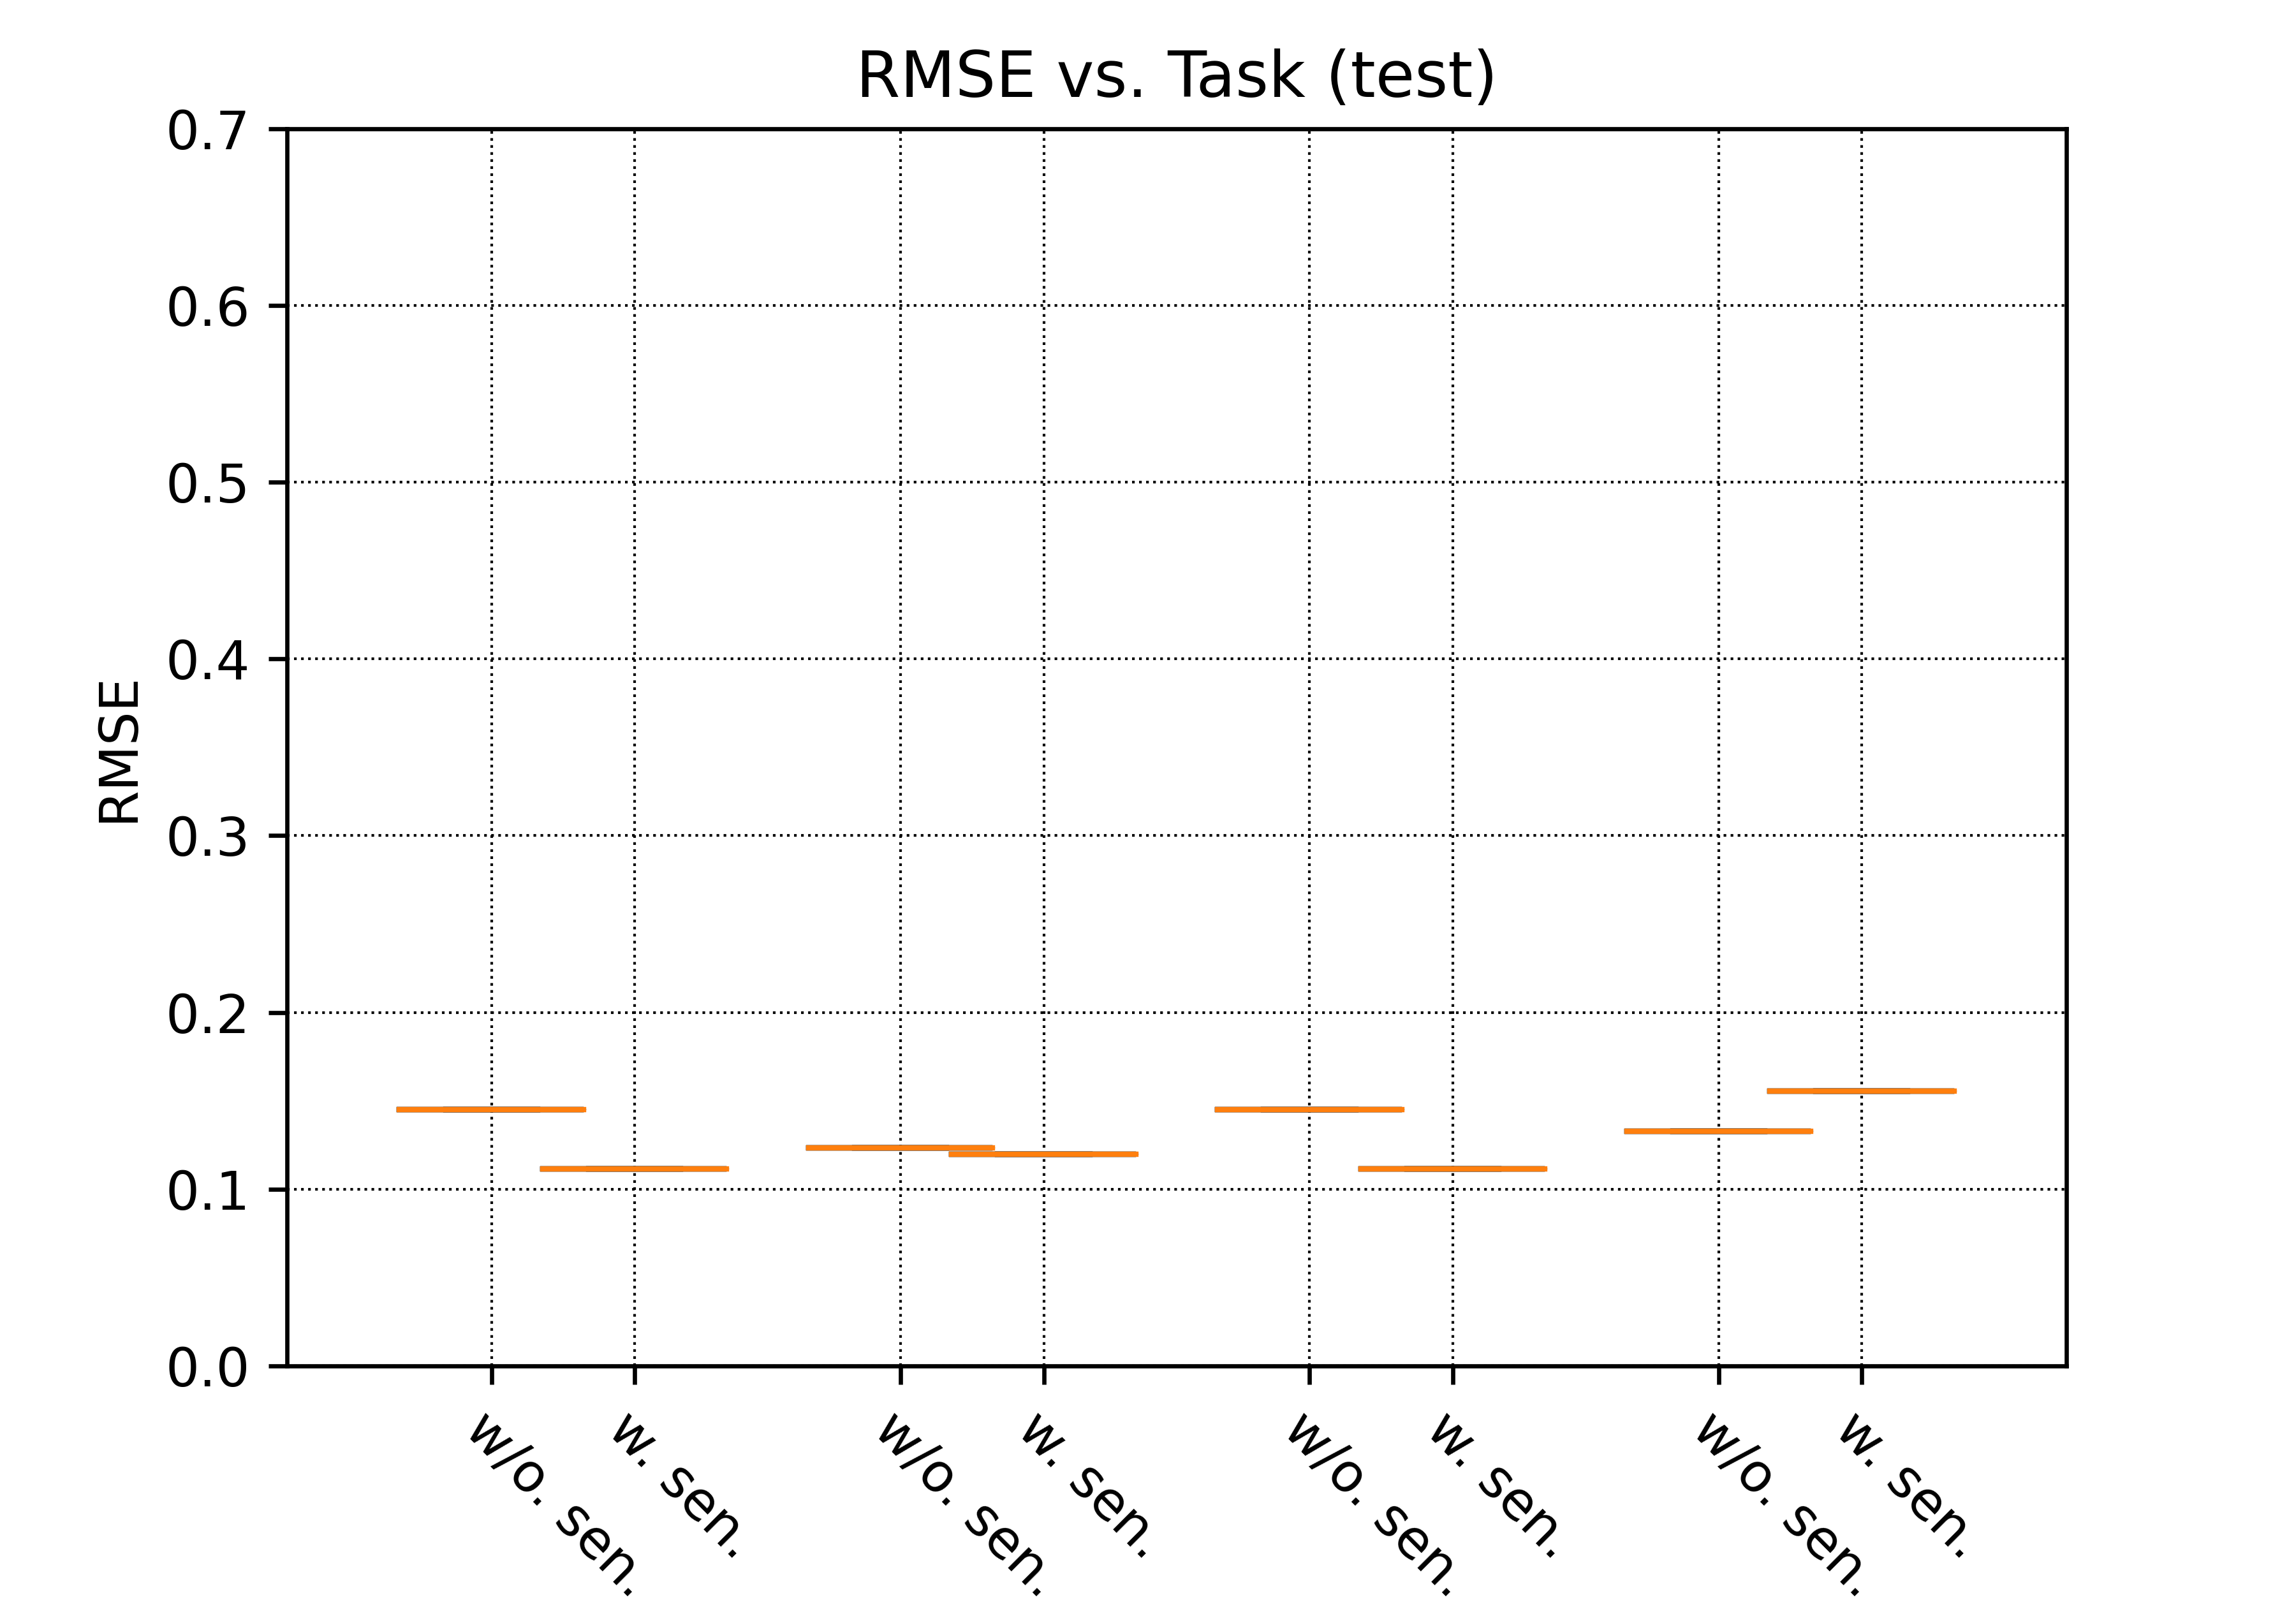 RMSE vs. Task (test)
0.7
0.6
0.5
0.4
0.3
0.2
0.1
0.0
RMSE
w/o. sen.
w. sen.
w/o. sen.
w. sen.
w/o. sen.
w. sen.
w/o. sen.
w. sen.